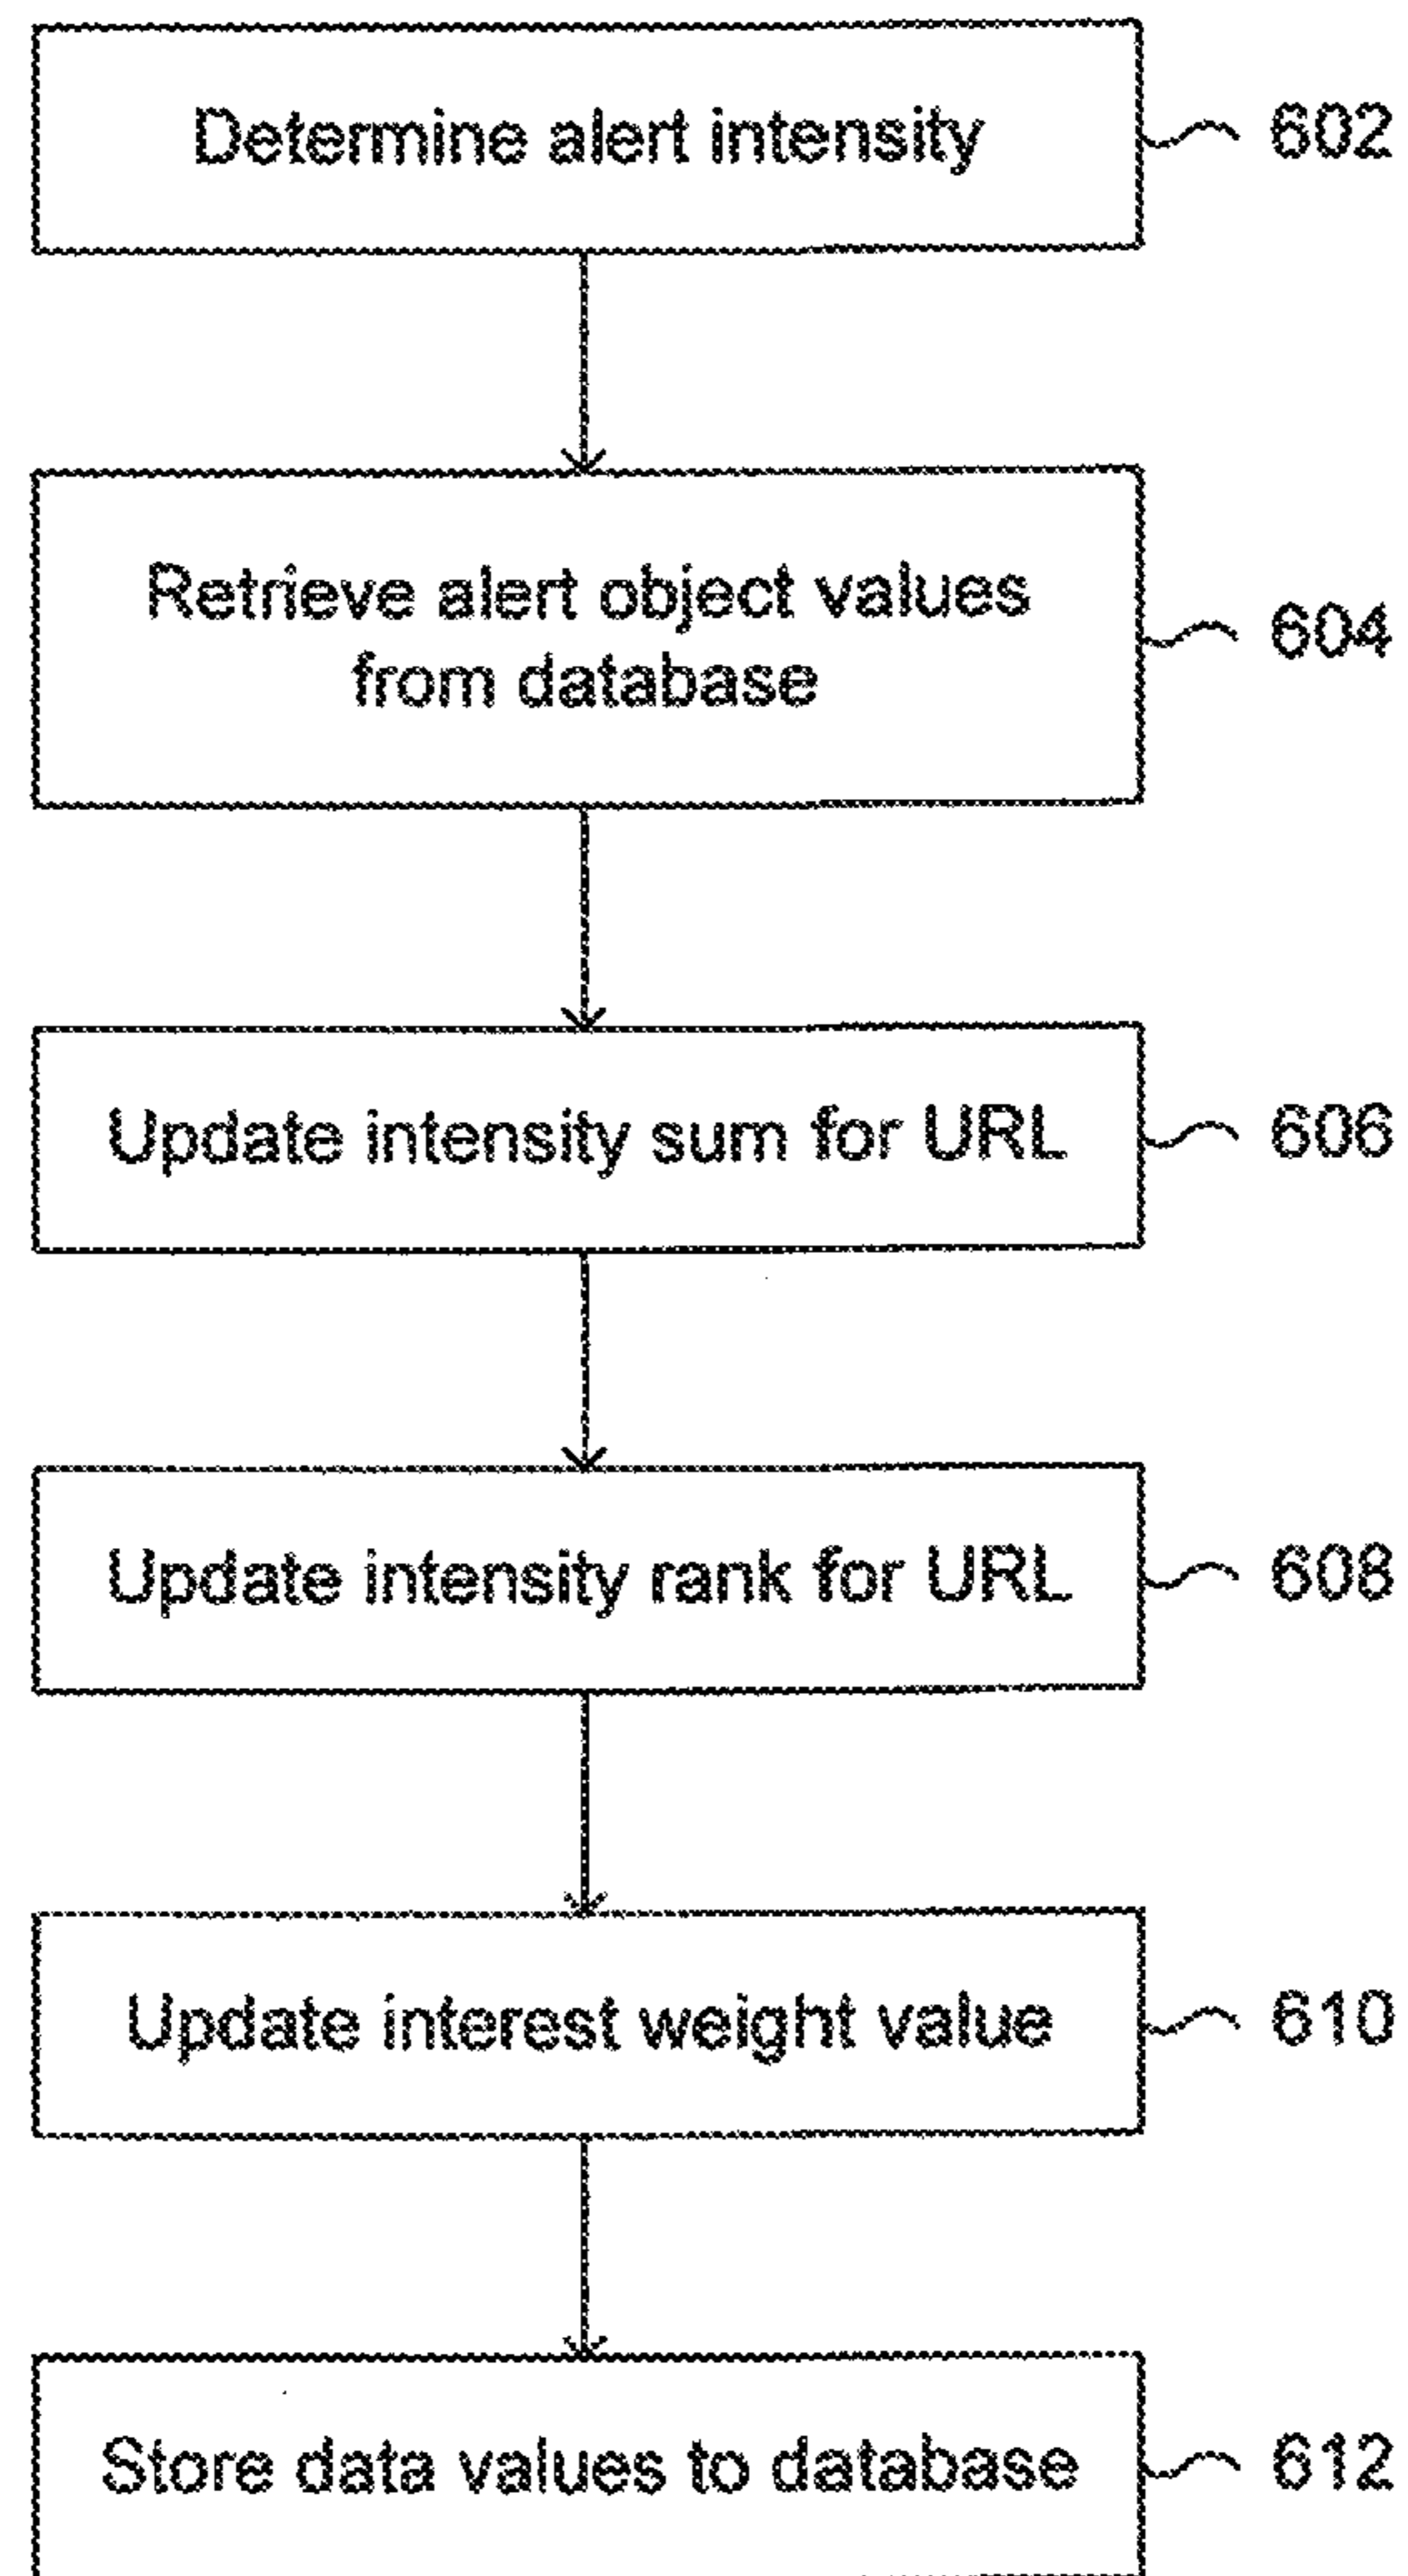 Determine alert intensity
602
Retrieve alert object values
from database
604
Update intensity sum for URL
606
Update intensity rank for URL
608
Update interest weight value
610
Store data values to database
612